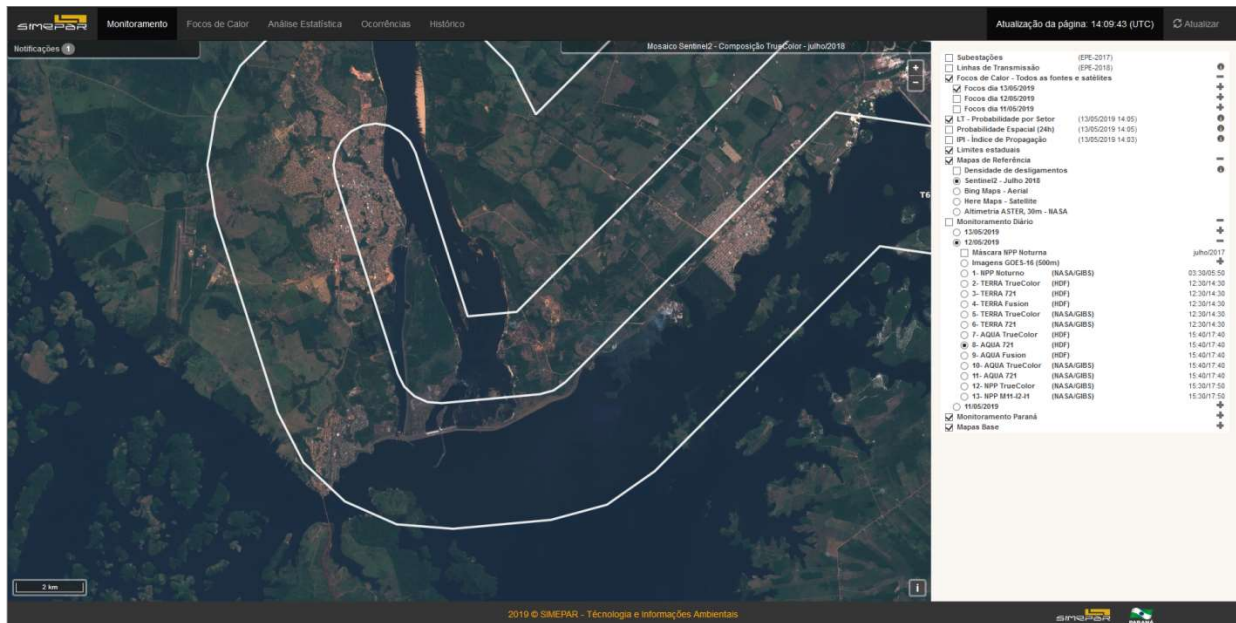 SIMEPAR Monitoramento Focos de Calor Análise Estatística Ocorrências Histórico Atualização da página: 14:09:43 (UTC) Atualizar
Notificações 1
Mosaico Sentinel2 - Composição TrueColor - julho/2018
+
-
T6
2 km
i
Subestações (EPE-2017)
Linhas de Transmissão (EPE-2018)
Focos de Calor - Todos as fontes e satélites
Focos dia 13/05/2019
Focos dia 12/05/2019
Focos dia 11/05/2019
LT - Probabilidade por Setor (13/05/2019 14:05)
Probabilidade Espacial (24h) (13/05/2019 14:05)
IPI - Índice de Propagação (13/05/2019 14:03)
Limites estaduais
Mapas de Referência
Densidade de desligamentos
Sentinel2 - Julho 2018
Bing Maps - Aerial
Here Maps - Satellite
Altimetria ASTER, 30m - NASA
Monitoramento Diário
13/05/2019
12/05/2019
Máscara NPP Noturna julho/2017
Imagens GOES-16 (500m)
1- NPP Noturno (NASA/GIBS) 03:30/05:50
2- TERRA TrueColor (HDF) 12:30/14:30
3- TERRA 721 (HDF) 12:30/14:30
4- TERRA Fusion (HDF) 12:30/14:30
5- TERRA TrueColor (NASA/GIBS) 12:30/14:30
6- TERRA 721 (NASA/GIBS) 12:30/14:30
7- AQUA TrueColor (HDF) 15:40/17:40
8- AQUA 721 (HDF) 15:40/17:40
9- AQUA Fusion (HDF) 15:40/17:40
10- AQUA TrueColor (NASA/GIBS) 15:40/17:40
11- AQUA 721 (NASA/GIBS) 15:40/17:40
12- NPP TrueColor (NASA/GIBS) 15:30/17:50
13- NPP M11-I2-I1 (NASA/GIBS) 15:30/17:50
11/05/2019
Monitoramento Paraná
Mapas Base
2019 © SIMEPAR - Técnologia e Informações Ambientais
SIMEPAR PARANÁ